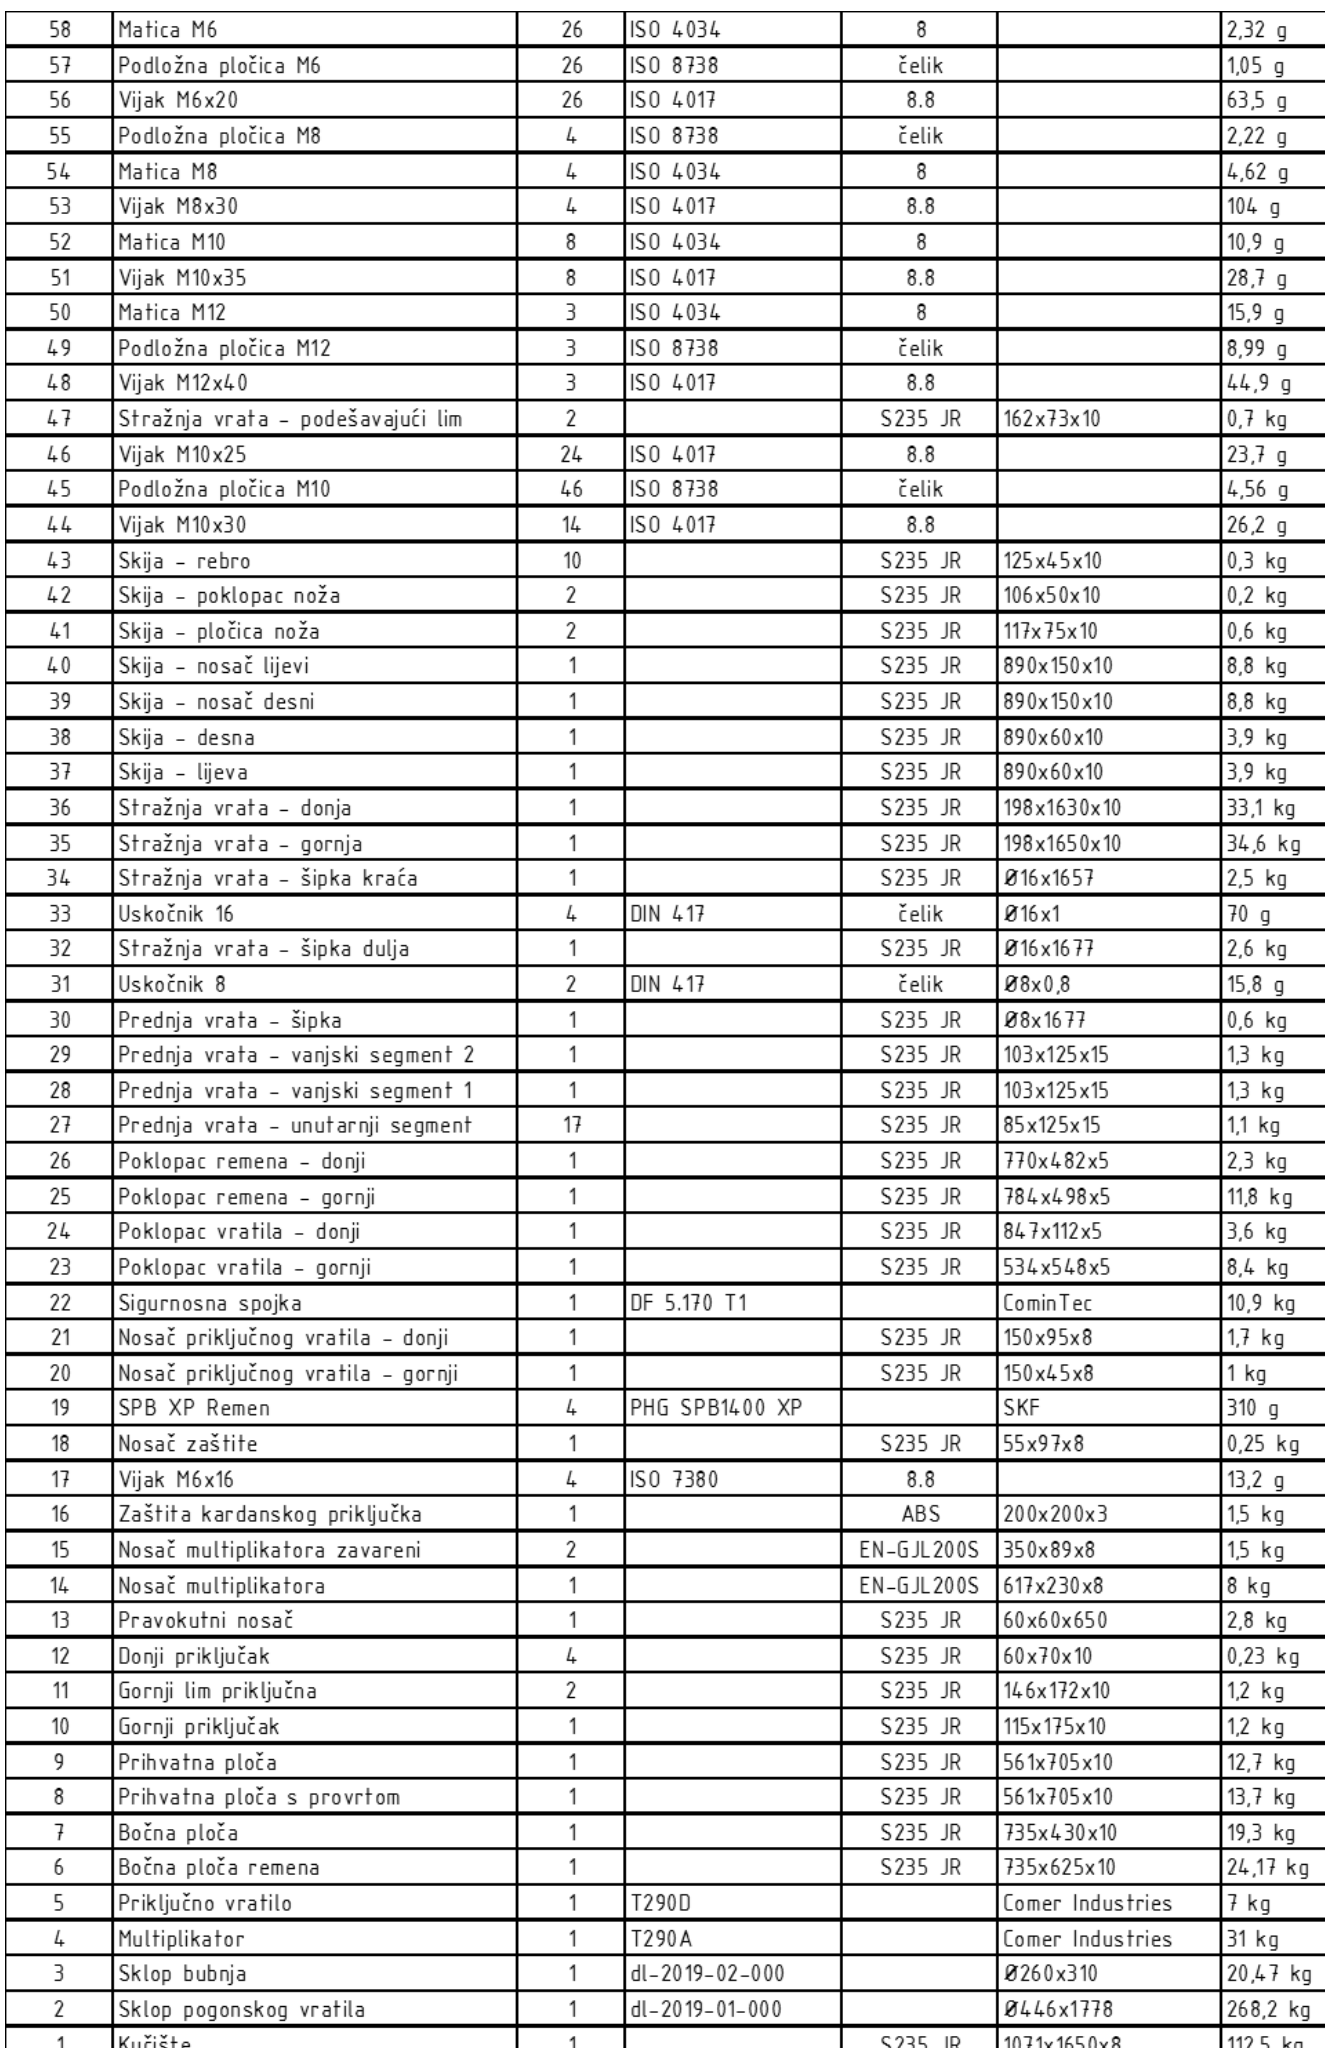 58 Matica M6 26 ISO 4034 8 2,32 g
57 Podložna pločica M6 26 ISO 8738 čelik 1,05 g
56 Vijak M6x20 26 ISO 4017 8.8 63,5 g
55 Podložna pločica M8 4 ISO 8738 čelik 2,22 g
54 Matica M8 4 ISO 4034 8 4,62 g
53 Vijak M8x30 4 ISO 4017 8.8 104 g
52 Matica M10 8 ISO 4034 8 10,9 g
51 Vijak M10x35 8 ISO 4017 8.8 28,7 g
50 Matica M12 3 ISO 4034 8 15,9 g
49 Podložna pločica M12 3 ISO 8738 čelik 8,99 g
48 Vijak M12x40 3 ISO 4017 8.8 44,9 g
47 Stražnja vrata - podešavajući lim 2 S235 JR 162x73x10 0,7 kg
46 Vijak M10x25 24 ISO 4017 8.8 23,7 g
45 Podložna pločica M10 46 ISO 8738 čelik 4,56 g
44 Vijak M10x30 14 ISO 4017 8.8 26,2 g
43 Skija - rebro 10 S235 JR 125x45x10 0,3 kg
42 Skija - poklopac noža 2 S235 JR 106x50x10 0,2 kg
41 Skija - pločica noža 2 S235 JR 117x75x10 0,6 kg
40 Skija - nosač lijevi 1 S235 JR 890x150x10 8,8 kg
39 Skija - nosač desni 1 S235 JR 890x150x10 8,8 kg
38 Skija - desna 1 S235 JR 890x60x10 3,9 kg
37 Skija - lijeva 1 S235 JR 890x60x10 3,9 kg
36 Stražnja vrata - donja 1 S235 JR 198x1630x10 33,1 kg
35 Stražnja vrata - gornja 1 S235 JR 198x1650x10 34,6 kg
34 Stražnja vrata - šipka kraća 1 S235 JR Ø16x1657 2,5 kg
33 Uskočnik 16 4 DIN 417 čelik Ø16x1 70 g
32 Stražnja vrata - šipka dulja 1 S235 JR Ø16x1677 2,6 kg
31 Uskočnik 8 2 DIN 417 čelik Ø8x0,8 15,8 g
30 Prednja vrata - šipka 1 S235 JR Ø8x1677 0,6 kg
29 Prednja vrata - vanjski segment 2 1 S235 JR 103x125x15 1,3 kg
28 Prednja vrata - vanjski segment 1 1 S235 JR 103x125x15 1,3 kg
27 Prednja vrata - unutarnji segment 17 S235 JR 85x125x15 1,1 kg
26 Poklopac remena - donji 1 S235 JR 770x482x5 2,3 kg
25 Poklopac remena - gornji 1 S235 JR 784x498x5 11,8 kg
24 Poklopac vratila - donji 1 S235 JR 847x112x5 3,6 kg
23 Poklopac vratila - gornji 1 S235 JR 534x548x5 8,4 kg
22 Sigurnosna spojka 1 DF 5.170 T1 CominTec 10,9 kg
21 Nosač priključnog vratila - donji 1 S235 JR 150x95x8 1,7 kg
20 Nosač priključnog vratila - gornji 1 S235 JR 150x45x8 1 kg
19 SPB XP Remen 4 PHG SPB1400 XP SKF 310 g
18 Nosač zaštite 1 S235 JR 55x97x8 0,25 kg
17 Vijak M6x16 4 ISO 7380 8.8 13,2 g
16 Zaštita kardanskog priključka 1 ABS 200x200x3 1,5 kg
15 Nosač multiplikatora zavareni 2 EN-GJL200S 350x89x8 1,5 kg
14 Nosač multiplikatora 1 EN-GJL200S 617x230x8 8 kg
13 Pravokutni nosač 1 S235 JR 60x60x650 2,8 kg
12 Donji priključak 4 S235 JR 60x70x10 0,23 kg
11 Gornji lim priključna 2 S235 JR 146x172x10 1,2 kg
10 Gornji priključak 1 S235 JR 115x175x10 1,2 kg
9 Prihvatna ploča 1 S235 JR 561x705x10 12,7 kg
8 Prihvatna ploča s provrtom 1 S235 JR 561x705x10 13,7 kg
7 Bočna ploča 1 S235 JR 735x430x10 19,3 kg
6 Bočna ploča remena 1 S235 JR 735x625x10 24,17 kg
5 Priključno vratilo 1 T290D Comer Industries 7 kg
4 Multiplikator 1 T290A Comer Industries 31 kg
3 Sklop bubnja 1 dl-2019-02-000 Ø260x310 20,47 kg
2 Sklop pogonskog vratila 1 dl-2019-01-000 Ø446x1778 268,2 kg
1 Kučište 1 S235 JR 1071x1650x8 112,5 kg